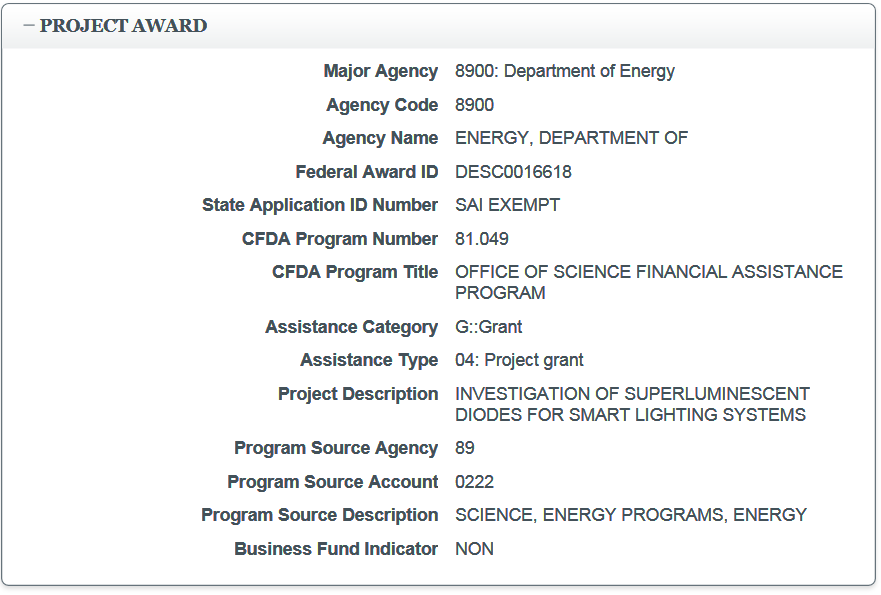 − PROJECT AWARD
Major Agency 8900: Department of Energy
Agency Code 8900
Agency Name ENERGY, DEPARTMENT OF
Federal Award ID DESC0016618
State Application ID Number SAI EXEMPT
CFDA Program Number 81.049
CFDA Program Title OFFICE OF SCIENCE FINANCIAL ASSISTANCE
PROGRAM
Assistance Category G::Grant
Assistance Type 04: Project grant
Project Description INVESTIGATION OF SUPERLUMINESCENT
DIODES FOR SMART LIGHTING SYSTEMS
Program Source Agency 89
Program Source Account 0222
Program Source Description SCIENCE, ENERGY PROGRAMS, ENERGY
Business Fund Indicator NON